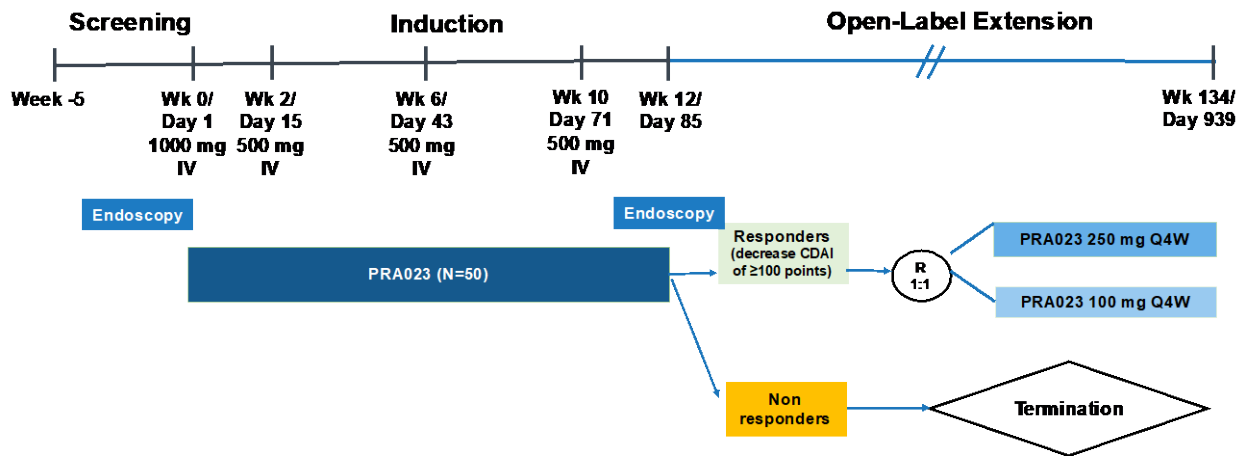 Screening
Induction
Open-Label Extension
Week -5
Wk 0/
Day 1
1000 mg
IV
Wk 2/
Day 15
500 mg
IV
Wk 6/
Day 43
500 mg
IV
Wk 10
Day 71
500 mg
IV
Wk 12/
Day 85
Wk 134/
Day 939
Endoscopy
Endoscopy
PRA023 (N=50)
Responders
(decrease CDAI
of ≥100 points)
R
1:1
PRA023 250 mg Q4W
PRA023 100 mg Q4W
Non
responders
Termination